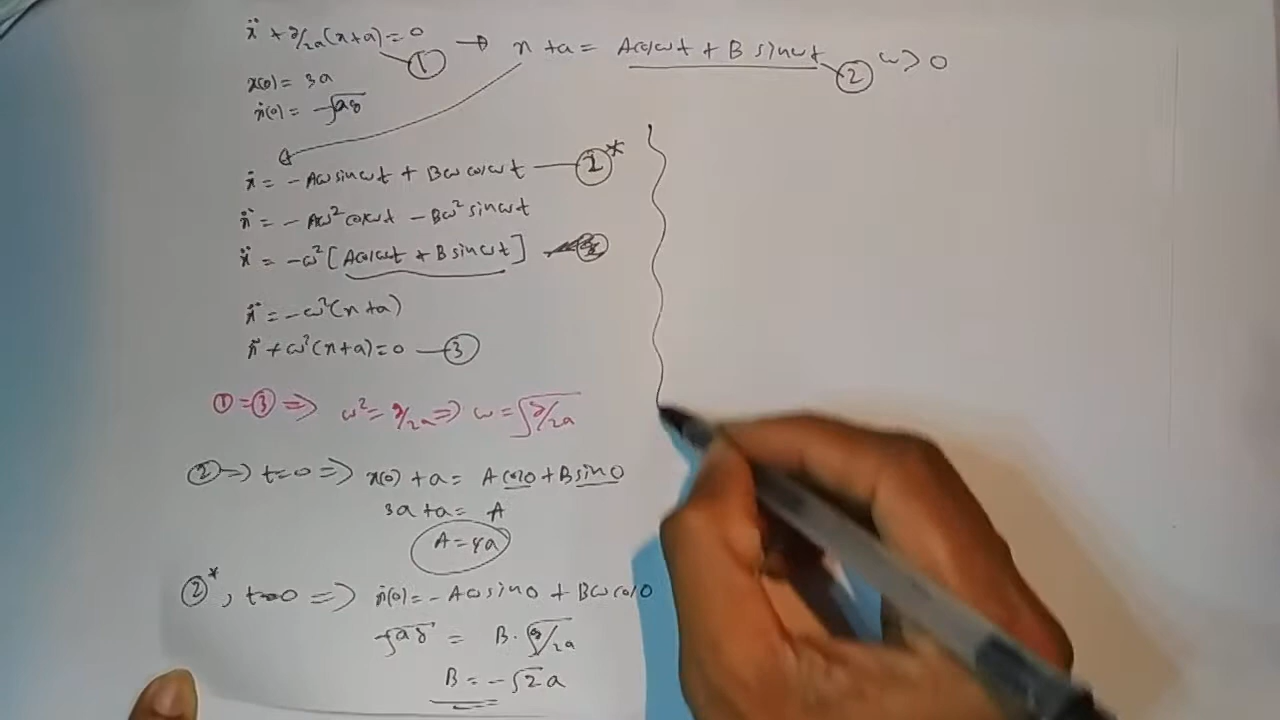 ẍ + g/2a (x+a) = 0 — ① → x + a = A cos ωt + B sin ωt — ② ω > 0
x(0) = 3a
ẋ(0) = -√ag
ẋ = - Aω sin ωt + Bω cos ωt — ②*
ẍ = - Aω² cos ωt - Bω² sin ωt
ẍ = -ω² [A cos ωt + B sin ωt]
ẍ = -ω²(x+a)
ẍ + ω²(x+a) = 0 — ③
① = ③ ⇒ ω² = g/2a ⇒ ω = √g/2a
② → t=0 ⇒ x(0) + a = A cos 0 + B sin 0
3a + a = A
A = 4a
②*, t=0 ⇒ ẋ(0) = - Aω sin 0 + Bω cos 0
-√ag = B · √g/2a
B = -√2 a